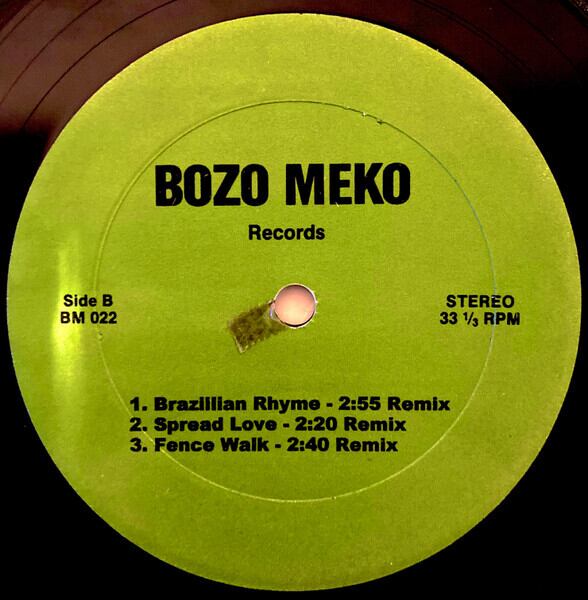 BOZO MEKO
Records
Side B
BM 022
STEREO
33 ⅓ RPM
1. Brazillian Rhyme - 2:55 Remix
2. Spread Love - 2:20 Remix
3. Fence Walk - 2:40 Remix